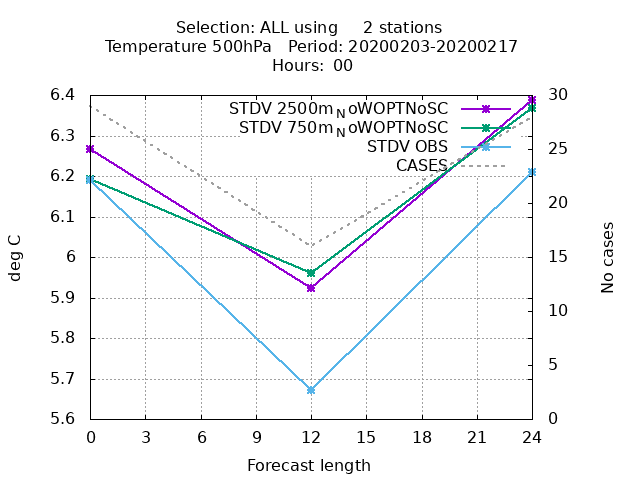 Selection: ALL using     2 stations
Temperature 500hPa   Period: 20200203-20200217
Hours:  00
STDV 2500mNoWOPTNoSC
STDV 750mNoWOPTNoSC
STDV OBS
CASES
deg C
6.4
6.3
6.2
6.1
6
5.9
5.8
5.7
5.6
30
25
20
15
10
5
0
No cases
0 3 6 9 12 15 18 21 24
Forecast length